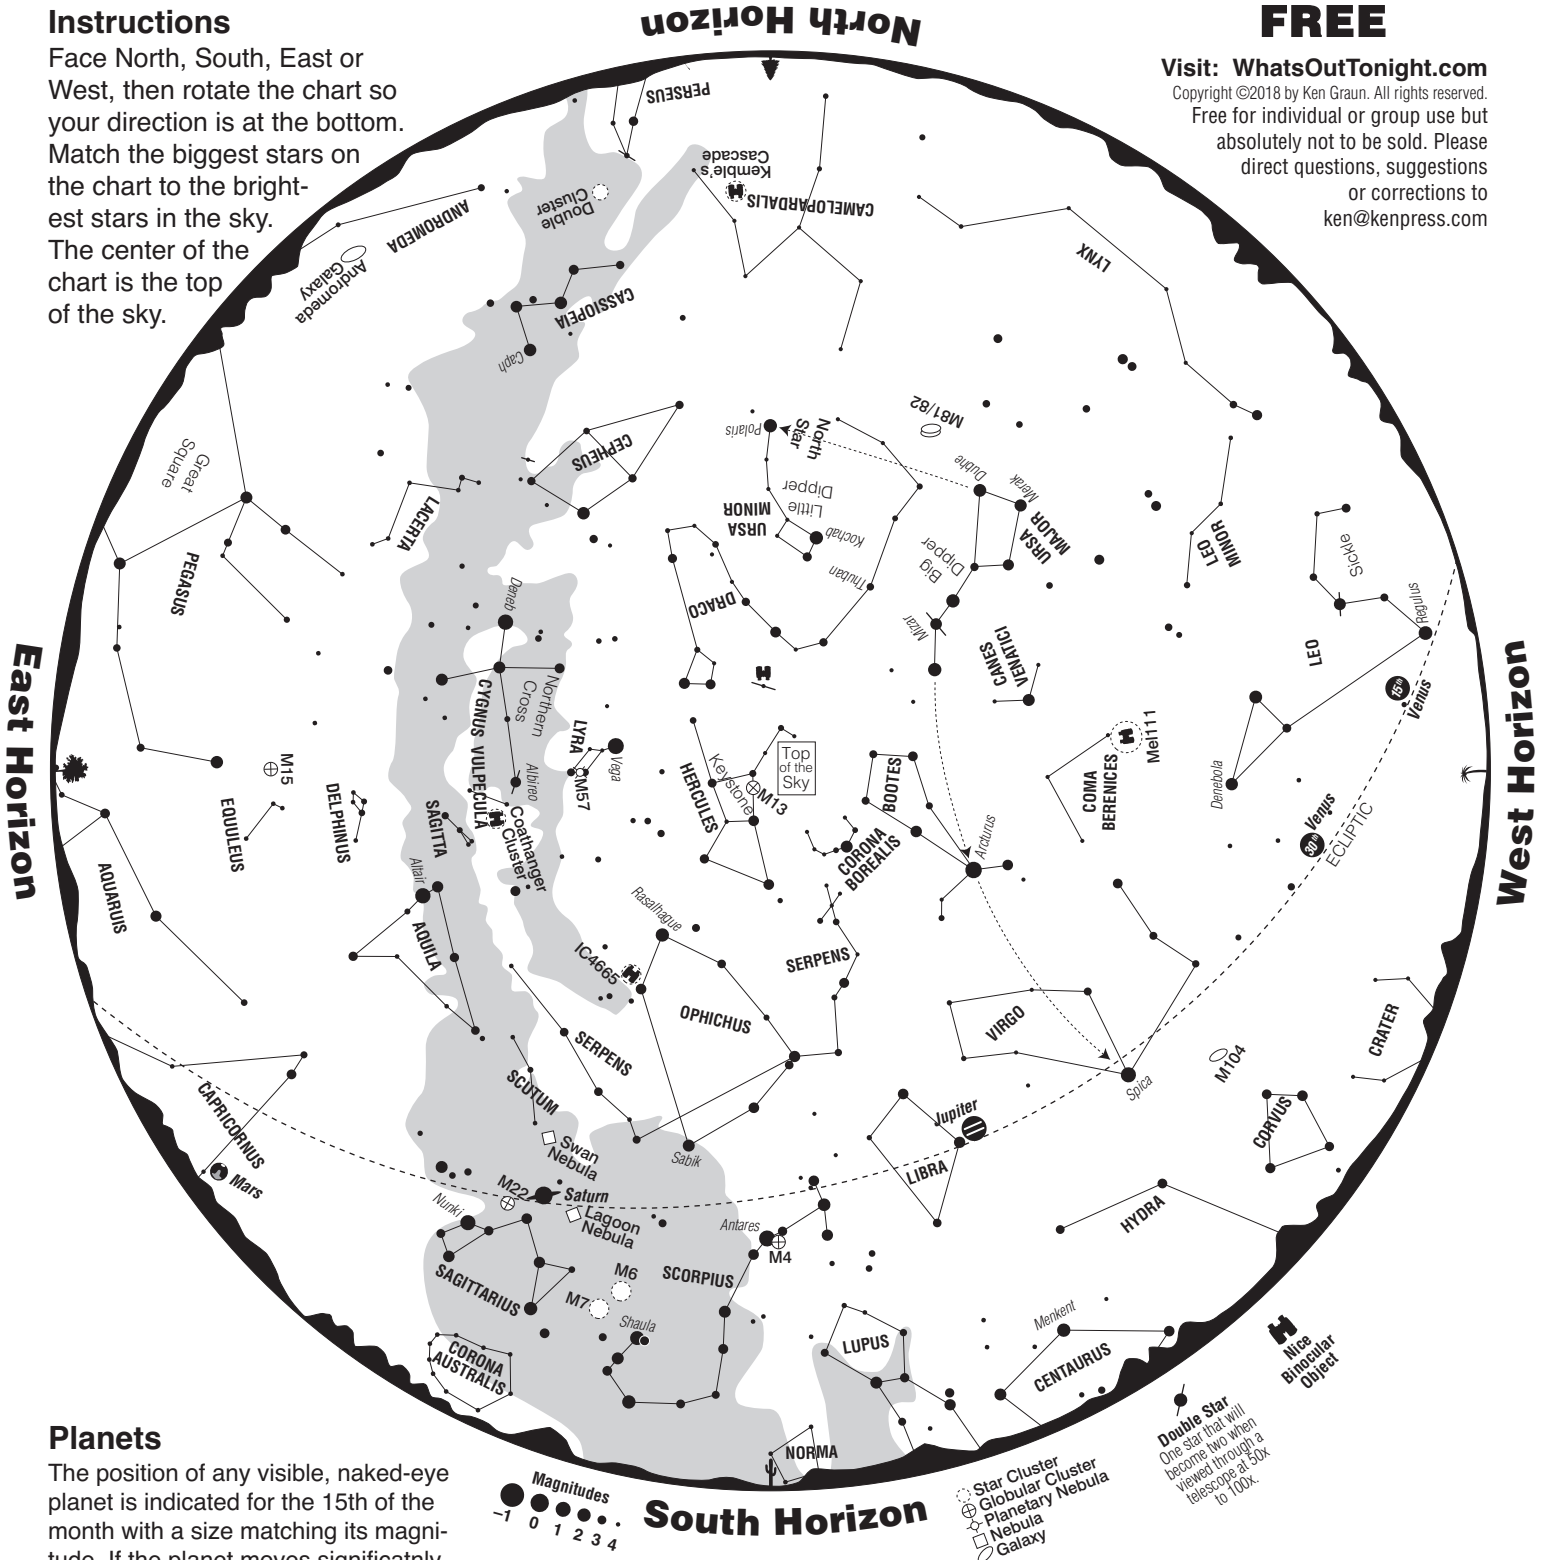 Instructions
Face North, South, East or
West, then rotate the chart so
your direction is at the bottom.
Match the biggest stars on
the chart to the bright-
est stars in the sky.
The center of the
chart is the top
of the sky.
North Horizon
FREE
Visit: WhatsOutTonight.com
Copyright ©2018 by Ken Graun. All rights reserved.
Free for individual or group use but
absolutely not to be sold. Please
direct questions, suggestions
or corrections to
ken@kenpress.com
PERSEUS
Kemble's
Cascade
CAMELOPARDALIS
Double
Cluster
ANDROMEDA
Andromeda
Galaxy
LYNX
CASSIOPEIA
Caph
Great
Square
CEPHEUS
Polaris
North
Star
M81/82
Dubhe
Merak
LACERTA
Little
Dipper
URSA
MINOR
Kochab
URSA
MAJOR
Big
Dipper
LEO
MINOR
Sickle
PEGASUS
Deneb
DRACO
Thuban
Mizar
CANES
VENATICI
Regulus
LEO
East Horizon
West Horizon
CYGNUS
Northern
Cross
15th
Venus
VULPECULA
LYRA
Vega
M57
Albireo
M15
Top
of the
Sky
HERCULES
Keystone
M13
BOOTES
COMA
BERENICES
Mel111
Denebola
EQUULEUS
DELPHINUS
SAGITTA
Coathanger
Cluster
CORONA
BOREALIS
Arcturus
30th
Venus
ECLIPTIC
AQUARUIS
Altair
AQUILA
Rasalhague
IC4665
SERPENS
OPHICHUS
VIRGO
CRATER
SERPENS
SCUTUM
M104
Spica
CAPRICORNUS
Mars
Swan
Nebula
Sabik
Jupiter
LIBRA
CORVUS
M22
Saturn
Nunki
Lagoon
Nebula
Antares
M4
HYDRA
SAGITTARIUS
M6
M7
SCORPIUS
Shaula
Menkent
LUPUS
CENTAURUS
CORONA
AUSTRALIS
NORMA
Nice
Binocular
Object
Double Star
One star that will
become two when
viewed through a
telescope at 50x
to 100x.
Planets
The position of any visible, naked-eye
planet is indicated for the 15th of the
month with a size matching its magni-
tude. If the planet moves significatnly
Magnitudes
–1 0 1 2 3 4
South Horizon
Star Cluster
Globular Cluster
Planetary Nebula
Nebula
Galaxy